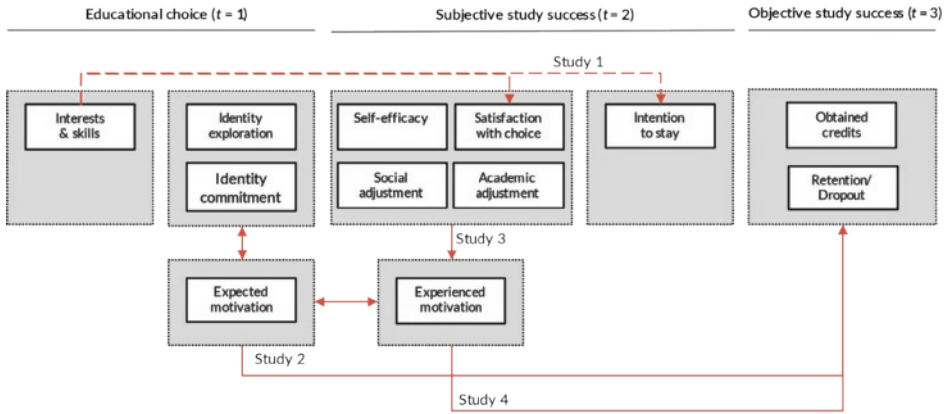 Educational choice (t = 1)
Subjective study success (t = 2)
Objective study success (t = 3)
Study 1
Interests
& skills
Identity
exploration
Self-efficacy
Satisfaction
with choice
Intention
to stay
Obtained
credits
Identity
commitment
Social
adjustment
Academic
adjustment
Retention/
Dropout
Study 3
Expected
motivation
Experienced
motivation
Study 2
Study 4